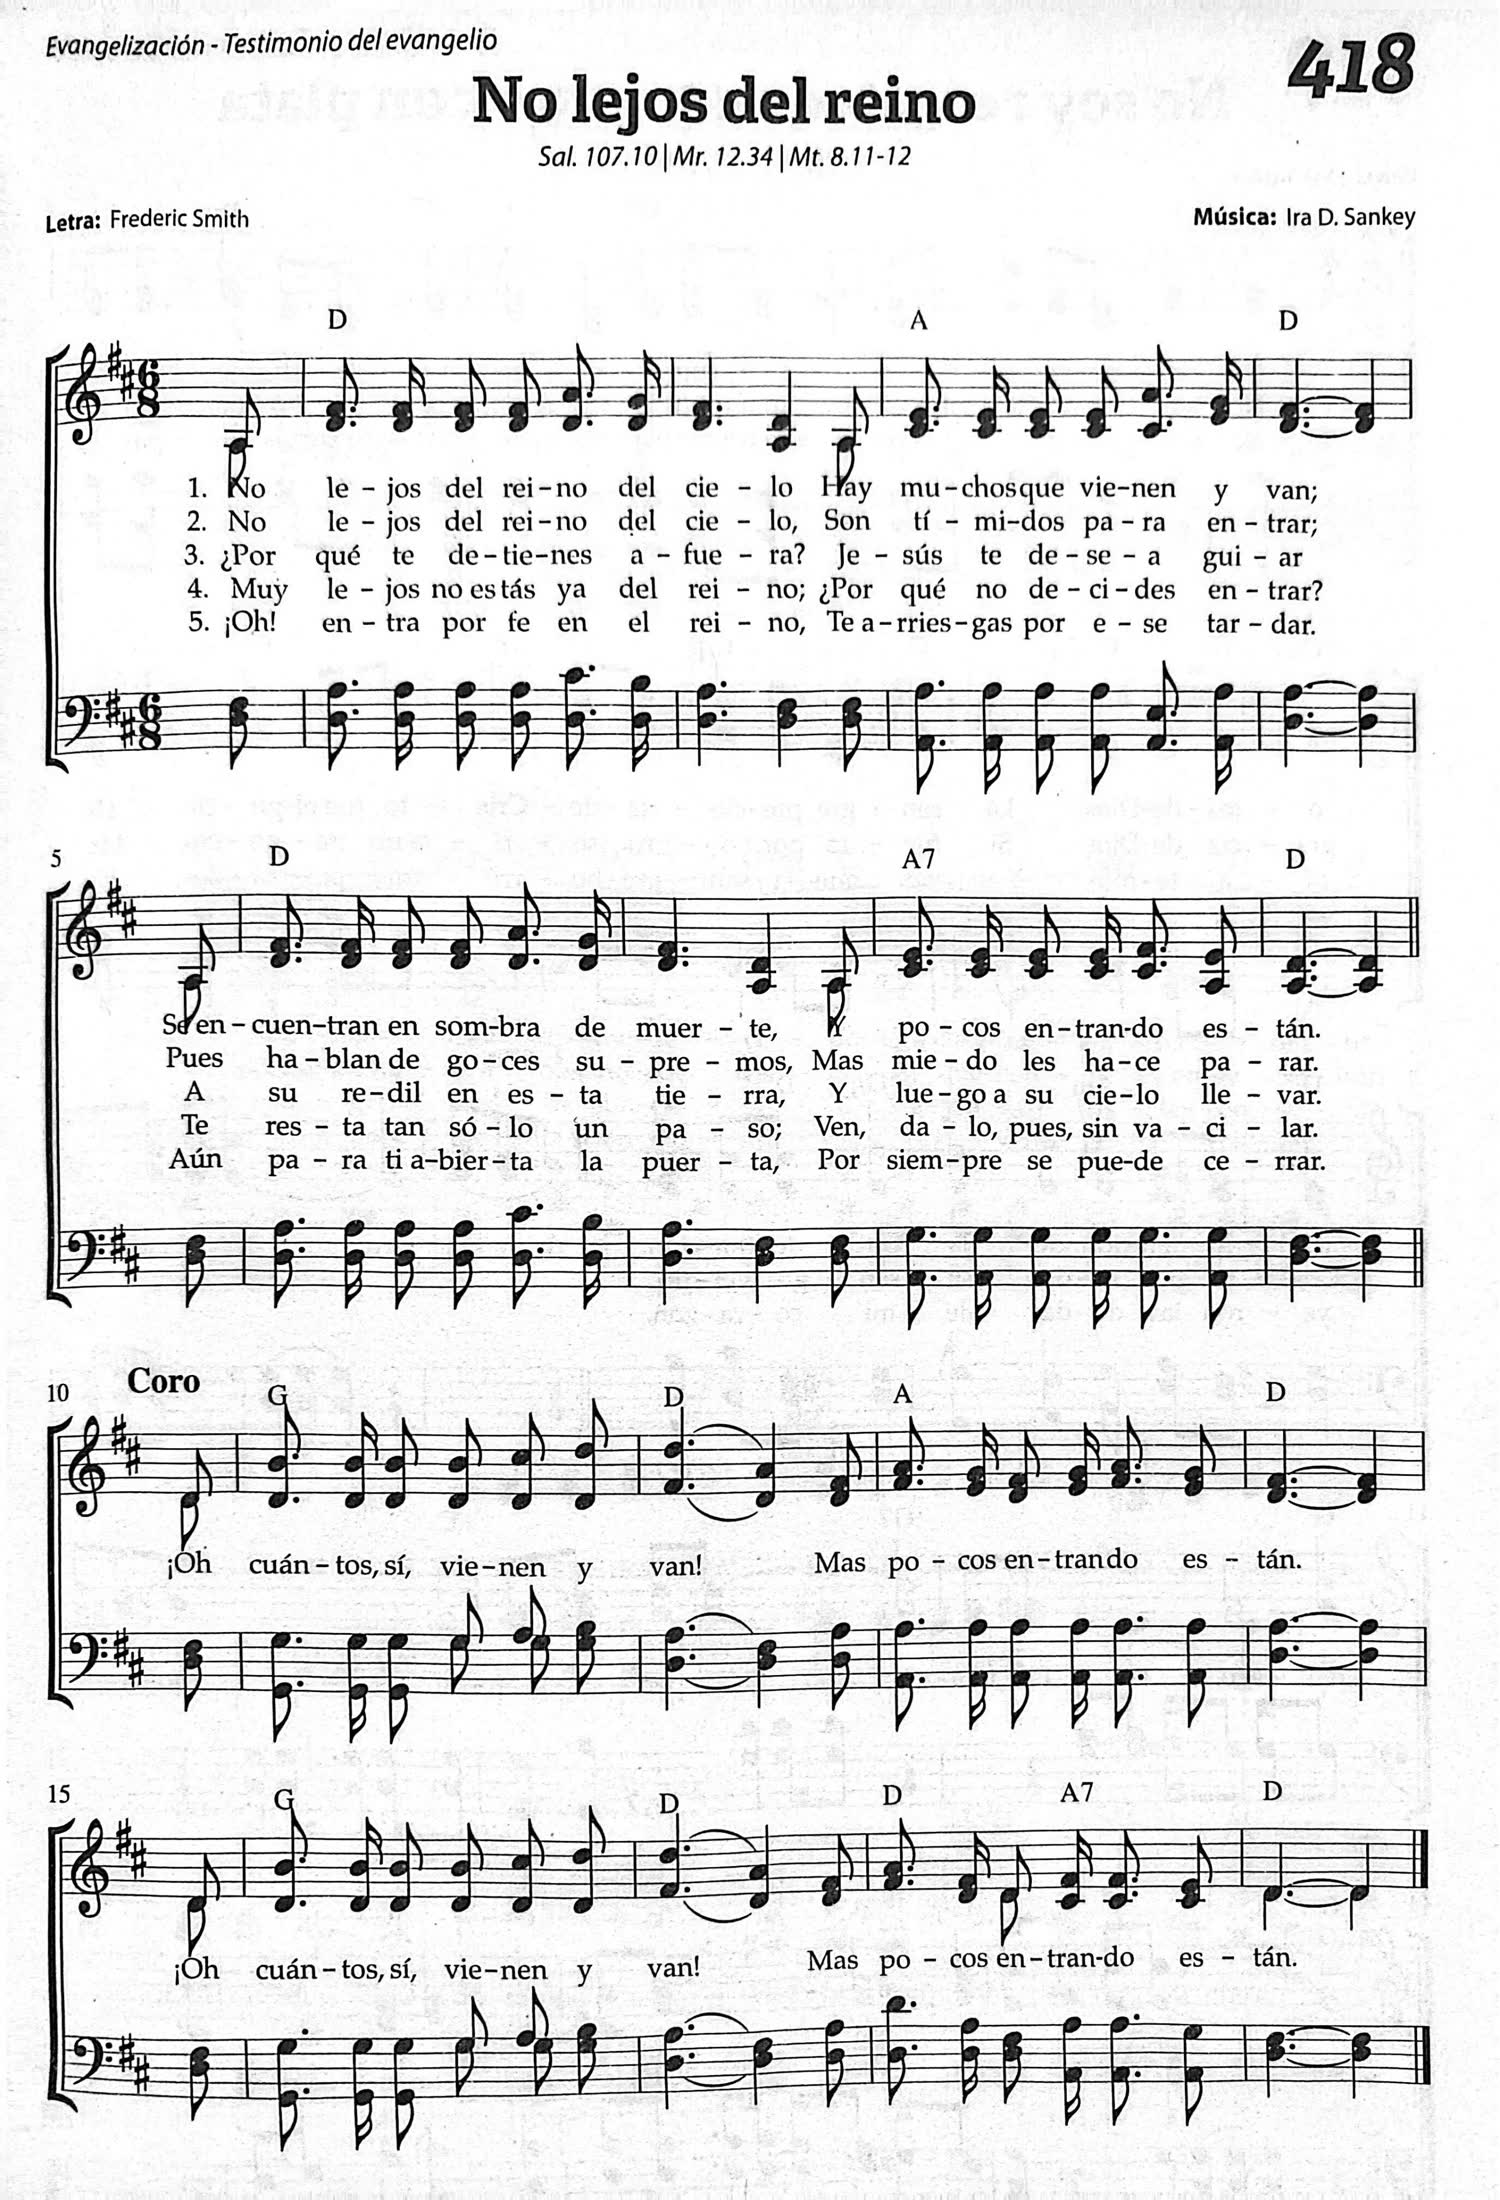 Evangelización - Testimonio del evangelio
418
No lejos del reino
Sal. 107.10 | Mr. 12.34 | Mt. 8.11-12
Letra: Frederic Smith
Música: Ira D. Sankey
D A D
1. No le - jos del rei - no del cie - lo Hay mu - chos que vie - nen y van;
2. No le - jos del rei - no del cie - lo, Son tí - mi - dos pa - ra en - trar;
3. ¿Por qué te de - tie - nes a - fue - ra? Je - sús te de - se - a gui - ar
4. Muy le - jos no es tás ya del rei - no; ¿Por qué no de - ci - des en - trar?
5. ¡Oh! en - tra por fe en el rei - no, Te a - rries - gas por e - se tar - dar.
5 D A7 D
Se en - cuen - tran en som - bra de muer - te, Y po - cos en - tran - do es - tán.
Pues ha - blan de go - ces su - pre - mos, Mas mie - do les ha - ce pa - rar.
A su re - dil en es - ta tie - rra, Y lue - go a su cie - lo lle - var.
Te res - ta tan só - lo un pa - so; Ven, da - lo, pues, sin va - ci - lar.
Aún pa - ra ti a - bier - ta la puer - ta, Por siem - pre se pue - de ce - rrar.
10 Coro G D A D
¡Oh cuán - tos, sí, vie - nen y van! Mas po - cos en - tran do es - tán.
15 G D D A7 D
¡Oh cuán - tos, sí, vie - nen y van! Mas po - cos en - tran - do es - tán.